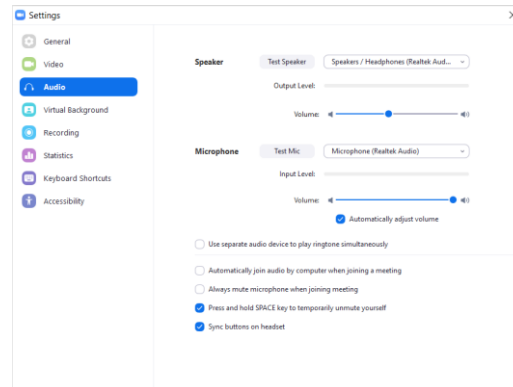 Settings
General
Video
Audio
Virtual Background
Recording
Statistics
Keyboard Shortcuts
Accessibility
Speaker
Test Speaker
Speakers / Headphones (Realtek Aud...
Output Level:
Volume:
Microphone
Test Mic
Microphone (Realtek Audio)
Input Level:
Volume:
Automatically adjust volume
Use separate audio device to play ringtone simultaneously
Automatically join audio by computer when joining a meeting
Always mute microphone when joining meeting
Press and hold SPACE key to temporarily unmute yourself
Sync buttons on headset